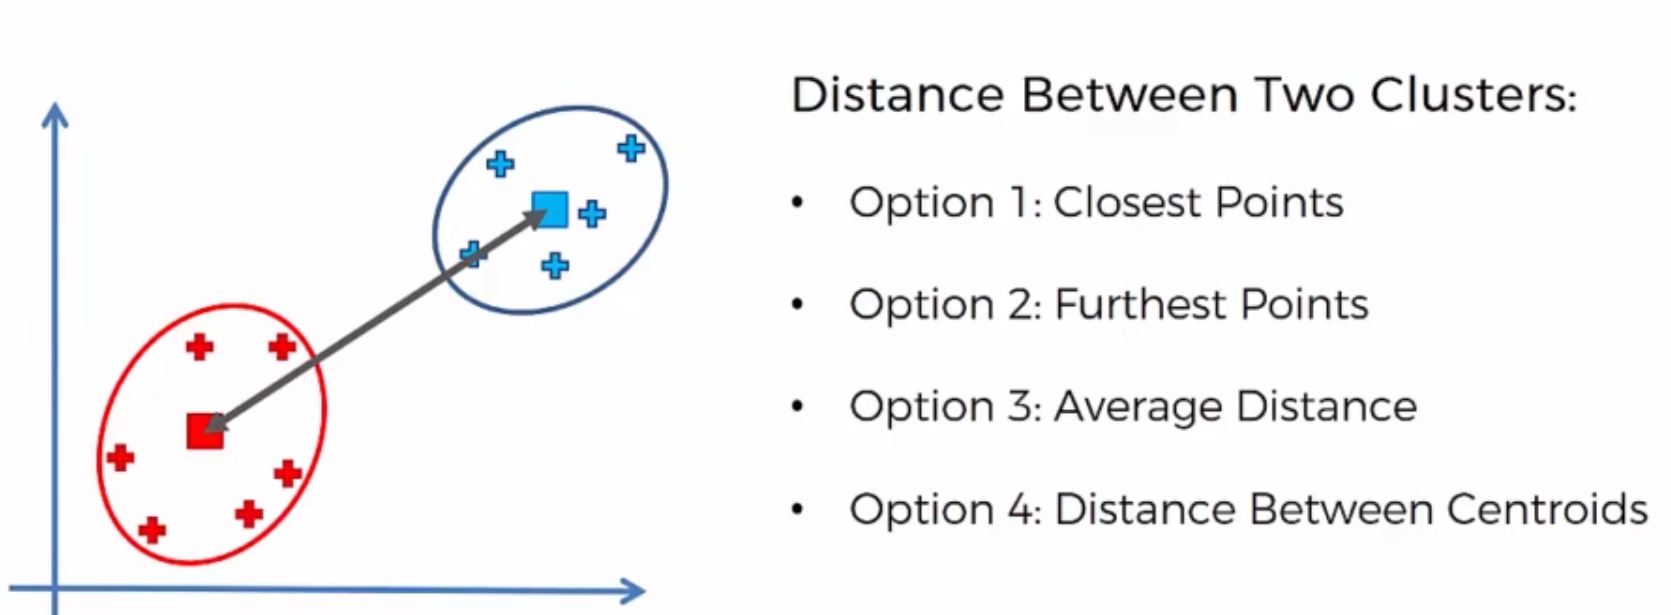 Distance Between Two Clusters:
• Option 1: Closest Points
• Option 2: Furthest Points
• Option 3: Average Distance
• Option 4: Distance Between Centroids